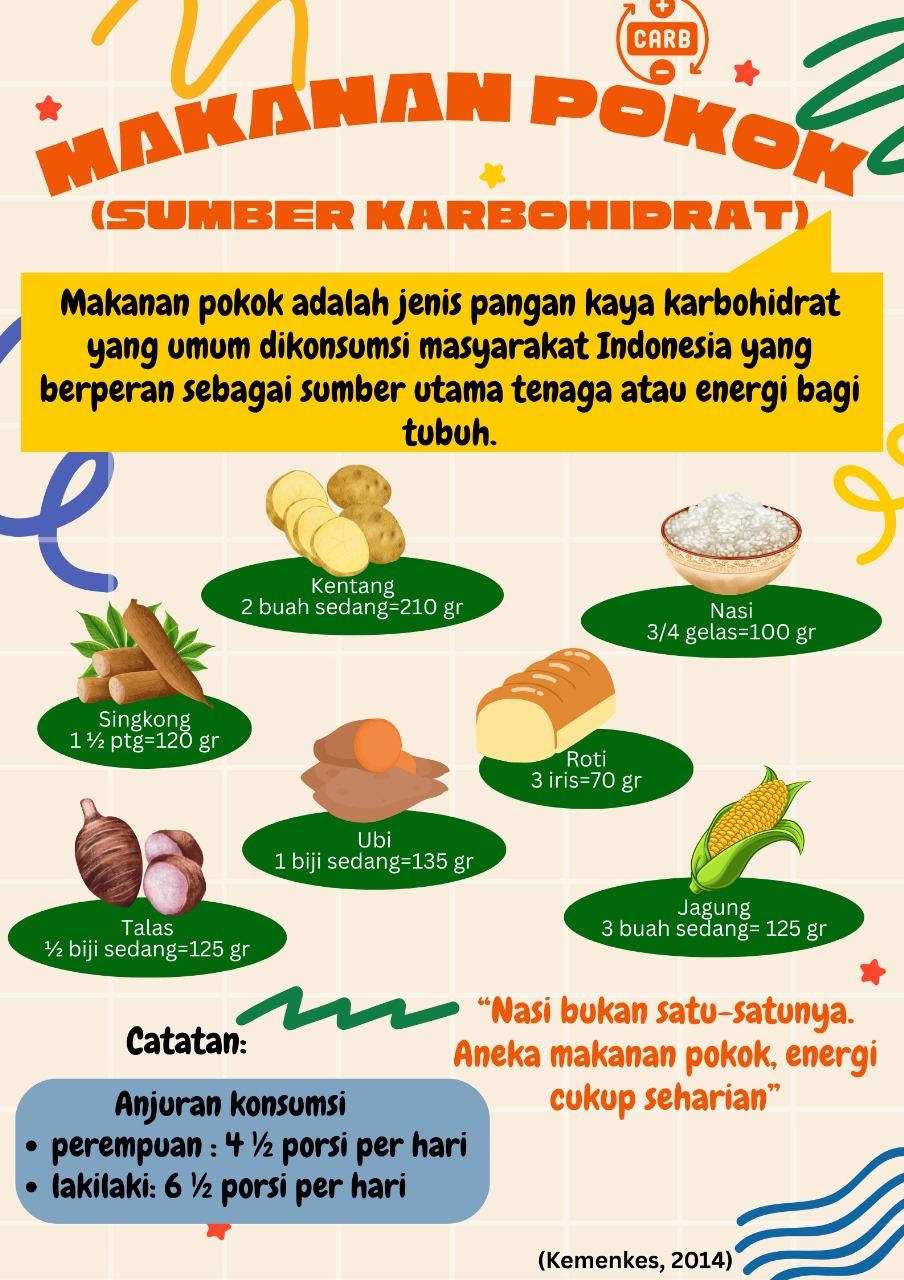 CARB
MAKANAN POKOK
(SUMBER KARBOHIDRAT)
Makanan pokok adalah jenis pangan kaya karbohidrat
yang umum dikonsumsi masyarakat Indonesia yang
berperan sebagai sumber utama tenaga atau energi bagi
tubuh.
Kentang
2 buah sedang=210 gr
Nasi
3/4 gelas=100 gr
Singkong
1 ½ ptg=120 gr
Roti
3 iris=70 gr
Ubi
1 biji sedang=135 gr
Jagung
3 buah sedang= 125 gr
Talas
½ biji sedang=125 gr
“Nasi bukan satu-satunya.
Aneka makanan pokok, energi
cukup seharian”
Catatan:
Anjuran konsumsi
• perempuan : 4 ½ porsi per hari
• lakilaki: 6 ½ porsi per hari
(Kemenkes, 2014)